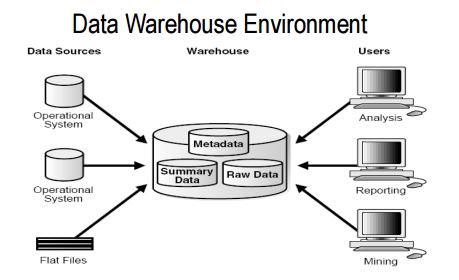 Data Warehouse Environment
Data Sources
Warehouse
Users
Operational
System
Operational
System
Flat Files
Metadata
Summary
Data
Raw Data
Analysis
Reporting
Mining